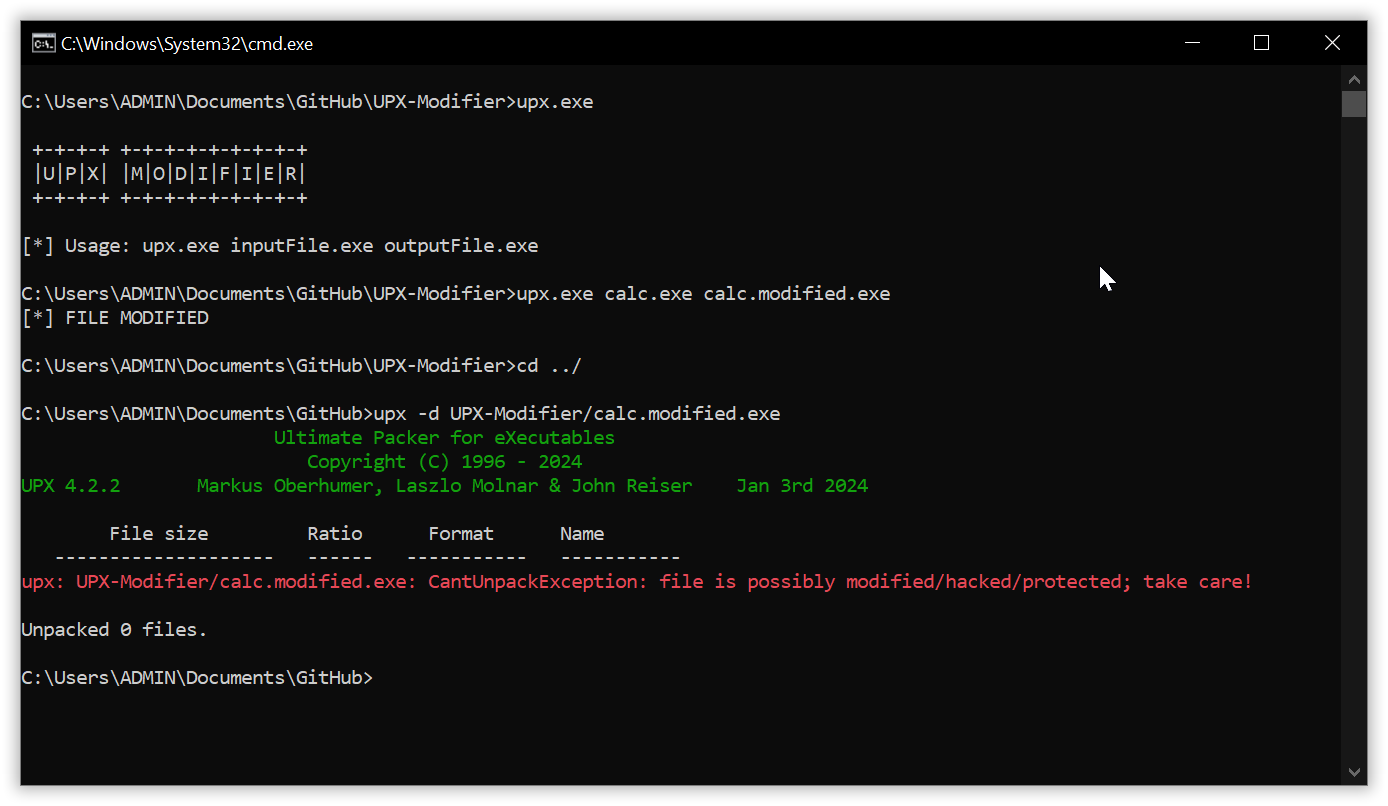 C:\Windows\System32\cmd.exe
C:\Users\ADMIN\Documents\GitHub\UPX-Modifier>upx.exe
+-+-+-+ +-+-+-+-+-+-+-+-+
|U|P|X| |M|O|D|I|F|I|E|R|
+-+-+-+ +-+-+-+-+-+-+-+-+
[*] Usage: upx.exe inputFile.exe outputFile.exe
C:\Users\ADMIN\Documents\GitHub\UPX-Modifier>upx.exe calc.exe calc.modified.exe
[*] FILE MODIFIED
C:\Users\ADMIN\Documents\GitHub\UPX-Modifier>cd ../
C:\Users\ADMIN\Documents\GitHub>upx -d UPX-Modifier/calc.modified.exe
Ultimate Packer for eXecutables
Copyright (C) 1996 - 2024
UPX 4.2.2       Markus Oberhumer, Laszlo Molnar & John Reiser    Jan 3rd 2024
File size         Ratio      Format      Name
--------------------   ------   -----------   -----------
upx: UPX-Modifier/calc.modified.exe: CantUnpackException: file is possibly modified/hacked/protected; take care!
Unpacked 0 files.
C:\Users\ADMIN\Documents\GitHub>